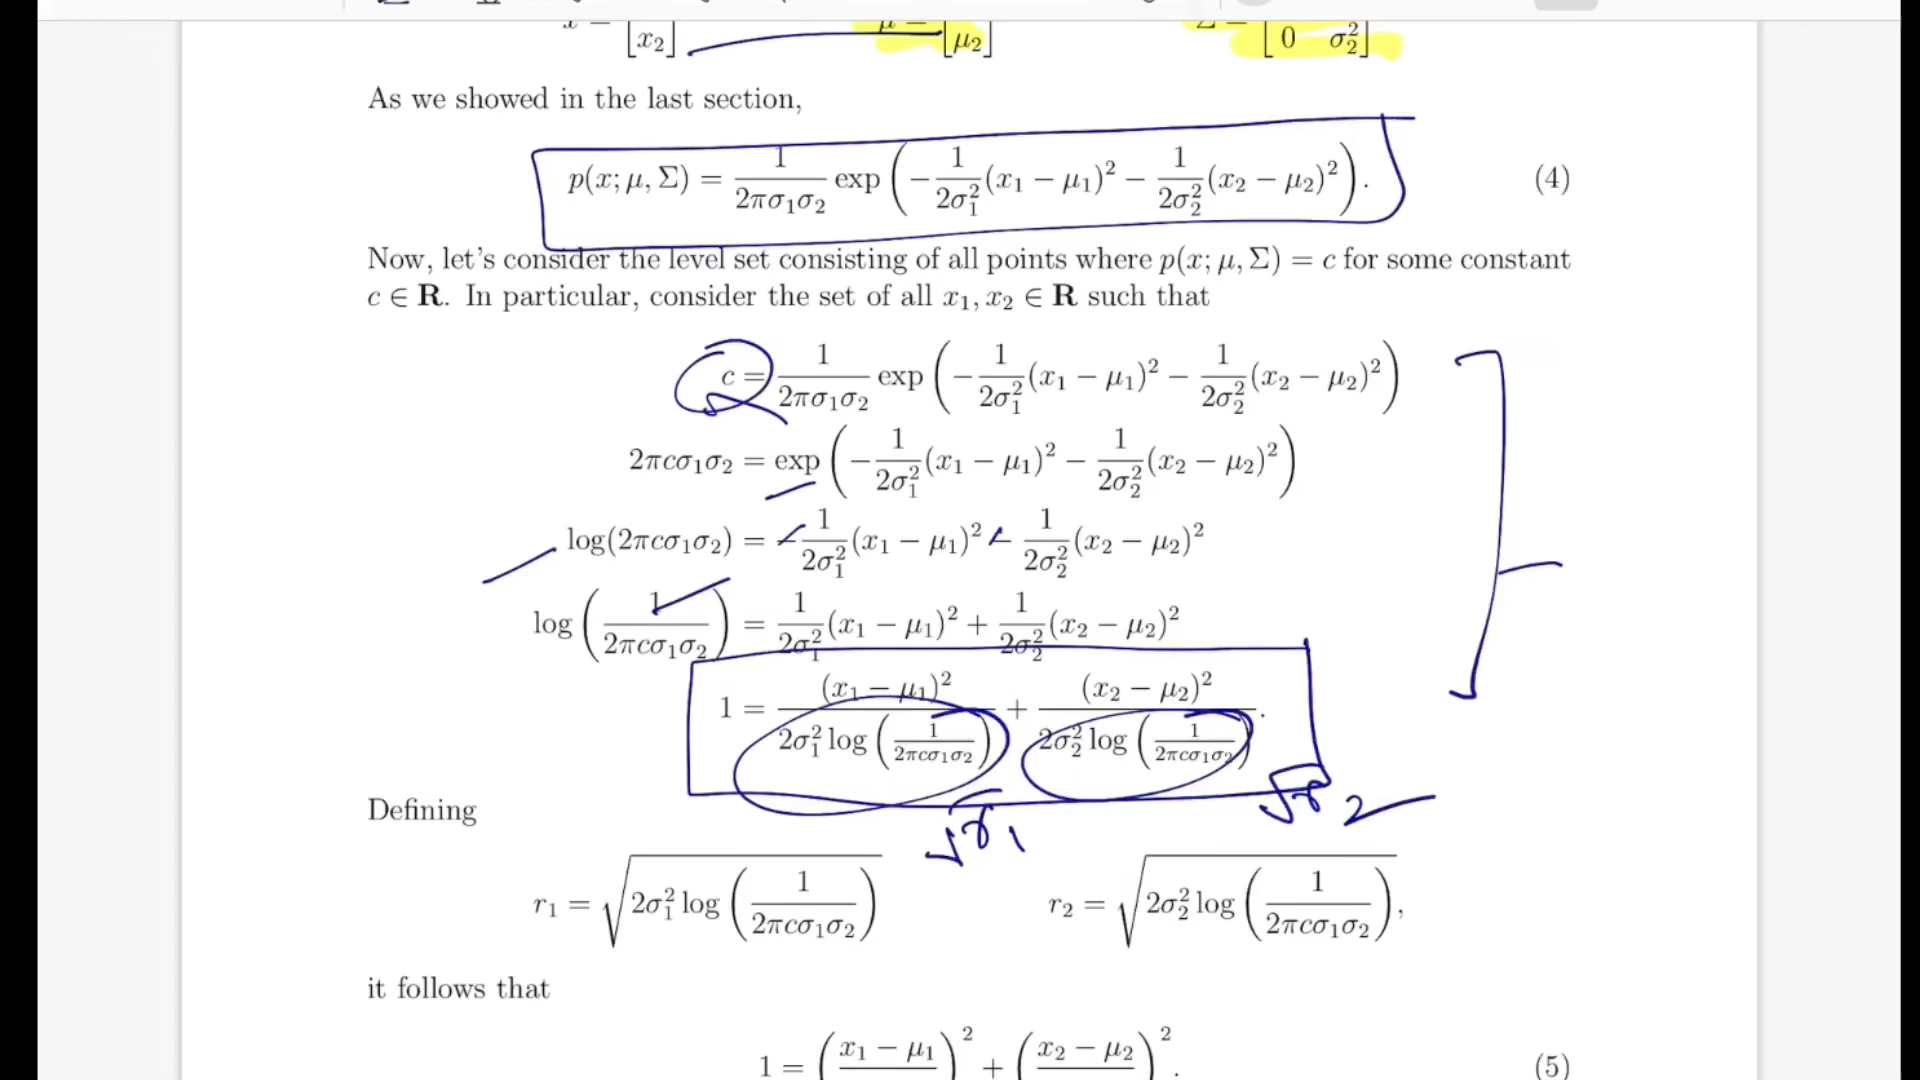 x2 μ2 0 σ₂²
As we showed in the last section,
p(x; μ, Σ) = 1/(2πσ₁σ₂) exp(−1/(2σ₁²)(x₁ − μ₁)² − 1/(2σ₂²)(x₂ − μ₂)²). (4)
Now, let's consider the level set consisting of all points where p(x; μ, Σ) = c for some constant
c ∈ R. In particular, consider the set of all x₁, x₂ ∈ R such that
c = 1/(2πσ₁σ₂) exp(−1/(2σ₁²)(x₁ − μ₁)² − 1/(2σ₂²)(x₂ − μ₂)²)
2πcσ₁σ₂ = exp(−1/(2σ₁²)(x₁ − μ₁)² − 1/(2σ₂²)(x₂ − μ₂)²)
log(2πcσ₁σ₂) = −1/(2σ₁²)(x₁ − μ₁)² − 1/(2σ₂²)(x₂ − μ₂)²
log(1/(2πcσ₁σ₂)) = 1/(2σ₁²)(x₁ − μ₁)² + 1/(2σ₂²)(x₂ − μ₂)²
1 = (x₁ − μ₁)²/(2σ₁² log(1/(2πcσ₁σ₂))) + (x₂ − μ₂)²/(2σ₂² log(1/(2πcσ₁σ₂))).
√r₁ √r₂
Defining
r₁ = √(2σ₁² log(1/(2πcσ₁σ₂))) r₂ = √(2σ₂² log(1/(2πcσ₁σ₂))),
it follows that
1 = (x₁ − μ₁)² + (x₂ − μ₂)². (5)